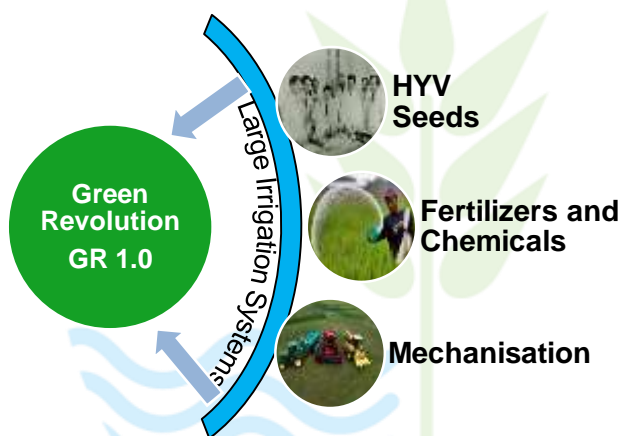 Green
Revolution
GR 1.0
Large Irrigation Systems
HYV
Seeds
Fertilizers and
Chemicals
Mechanisation